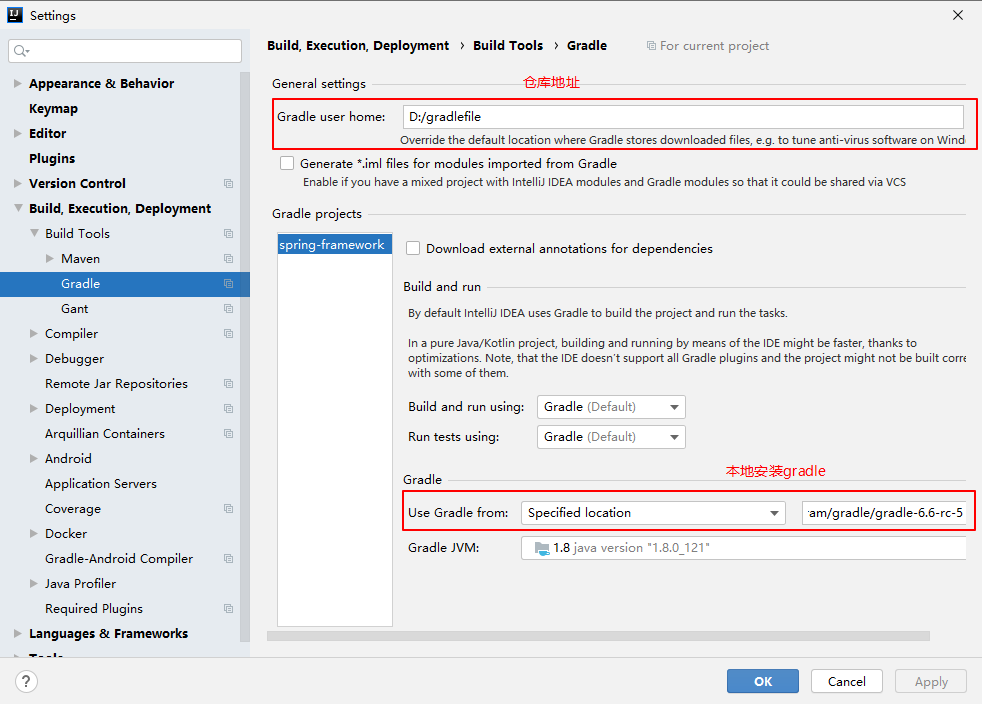 Settings
Build, Execution, Deployment › Build Tools › Gradle
For current project
Appearance & Behavior
Keymap
Editor
Plugins
Version Control
Build, Execution, Deployment
Build Tools
Maven
Gradle
Gant
Compiler
Debugger
Remote Jar Repositories
Deployment
Arquillian Containers
Android
Application Servers
Coverage
Docker
Gradle-Android Compiler
Java Profiler
Required Plugins
Languages & Frameworks
Tools
General settings
仓库地址
Gradle user home: D:/gradlefile
Override the default location where Gradle stores downloaded files, e.g. to tune anti-virus software on Wind
Generate *.iml files for modules imported from Gradle
Enable if you have a mixed project with IntelliJ IDEA modules and Gradle modules so that it could be shared via VCS
Gradle projects
spring-framework
Download external annotations for dependencies
Build and run
By default IntelliJ IDEA uses Gradle to build the project and run the tasks.
In a pure Java/Kotlin project, building and running by means of the IDE might be faster, thanks to
optimizations. Note, that the IDE doesn't support all Gradle plugins and the project might not be built corre
with some of them.
Build and run using: Gradle (Default)
Run tests using: Gradle (Default)
本地安装gradle
Gradle
Use Gradle from: Specified location am/gradle/gradle-6.6-rc-5
Gradle JVM: 1.8 java version "1.8.0_121"
?
OK
Cancel
Apply